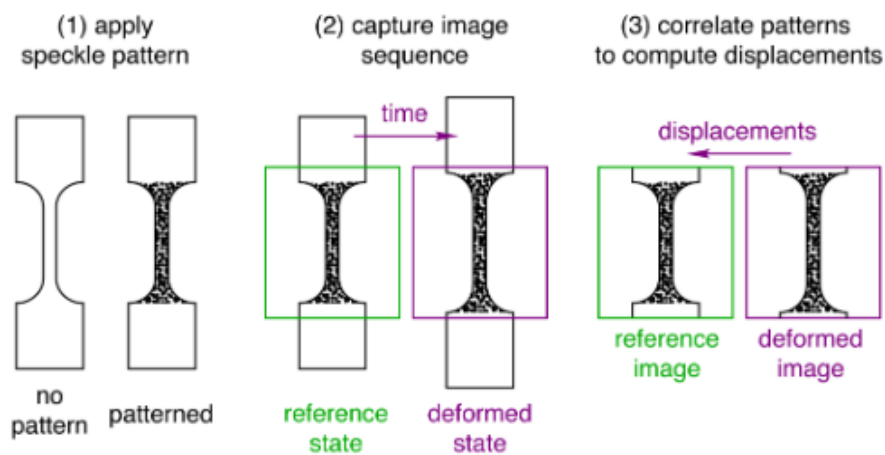 (1) apply
speckle pattern
(2) capture image
sequence
(3) correlate patterns
to compute displacements
time
displacements
no
pattern
patterned
reference
state
deformed
state
reference
image
deformed
image